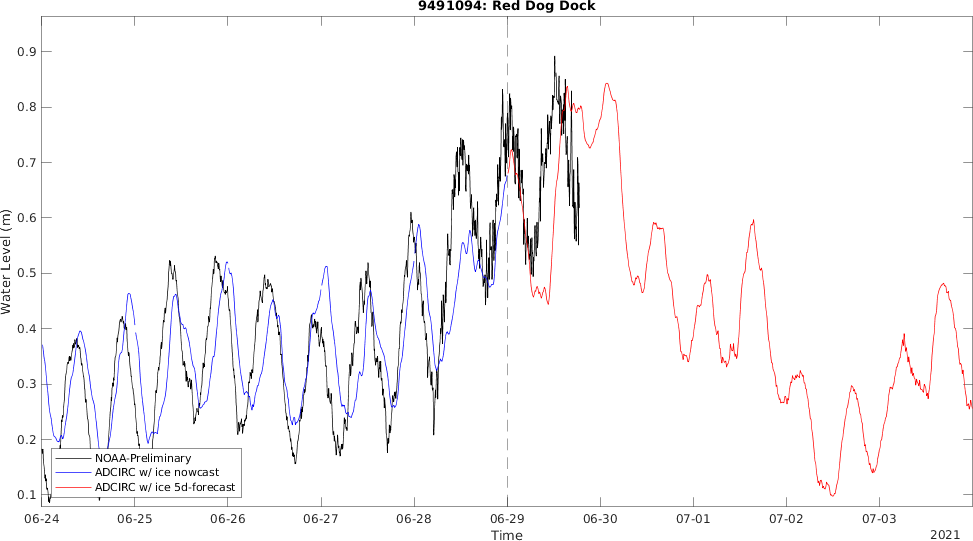 9491094: Red Dog Dock
0.9
0.8
0.7
0.6
0.5
0.4
0.3
0.2
0.1
Water Level (m)
NOAA-Preliminary
ADCIRC w/ ice nowcast
ADCIRC w/ ice 5d-forecast
06-24 06-25 06-26 06-27 06-28 06-29 06-30 07-01 07-02 07-03
Time
2021